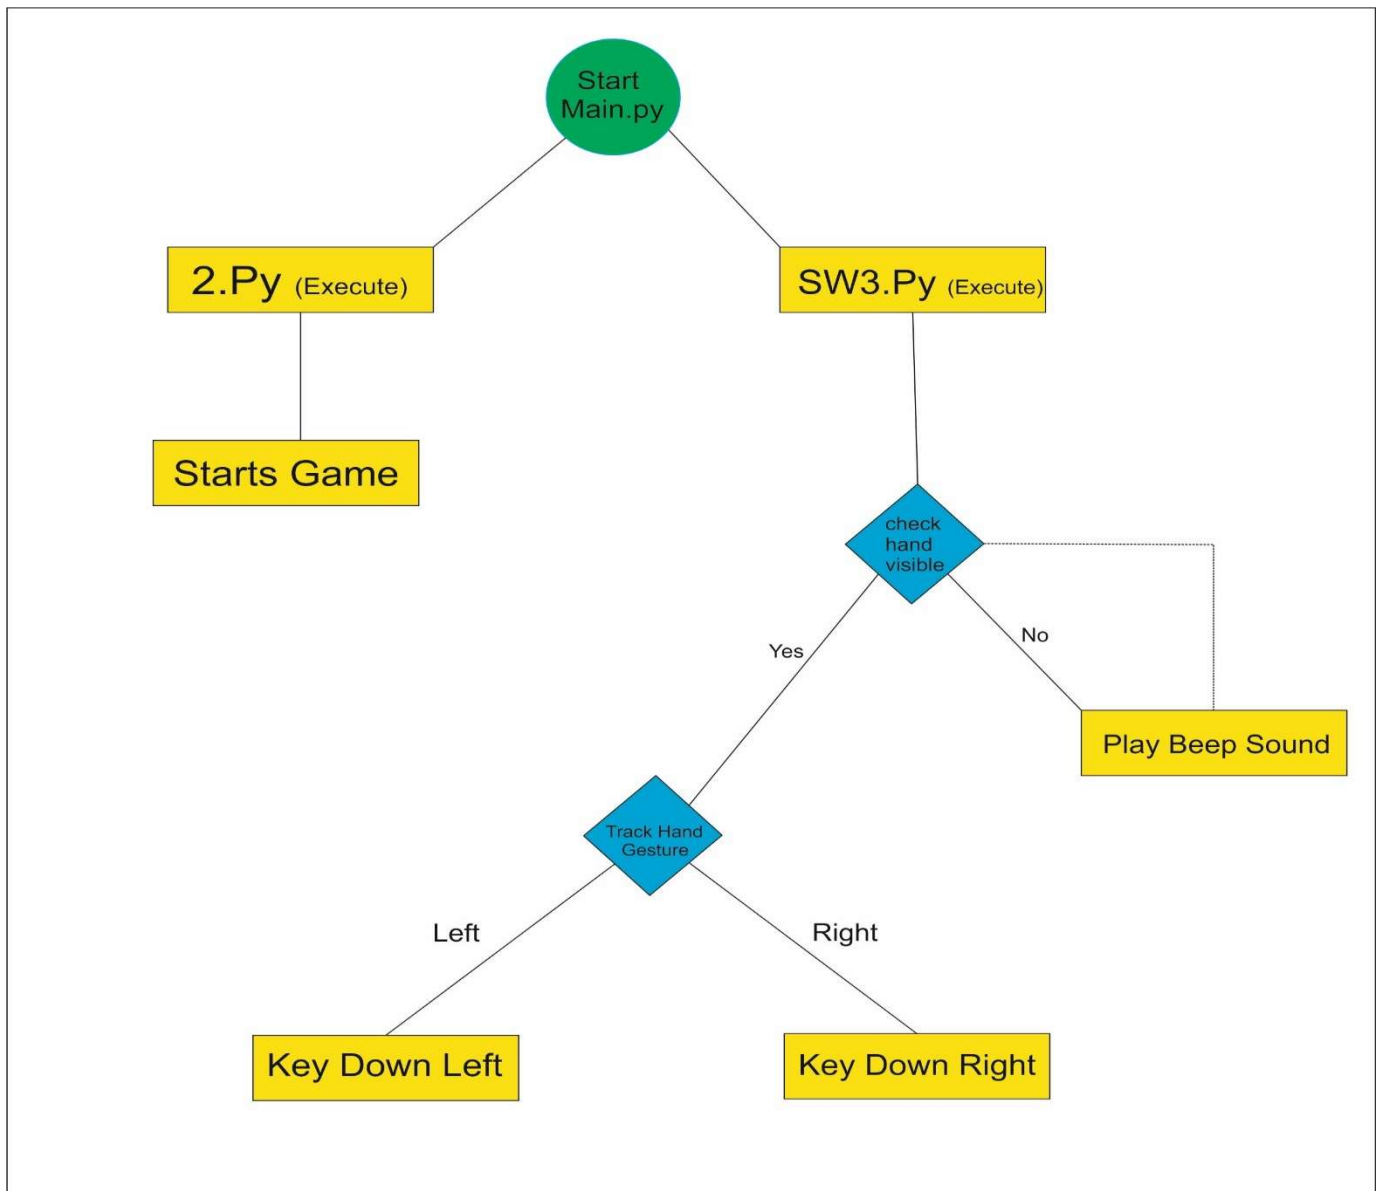 Start
Main.py
2.Py (Execute)
SW3.Py (Execute)
Starts Game
check
hand
visible
Yes
No
Play Beep Sound
Track Hand
Gesture
Left
Right
Key Down Left
Key Down Right